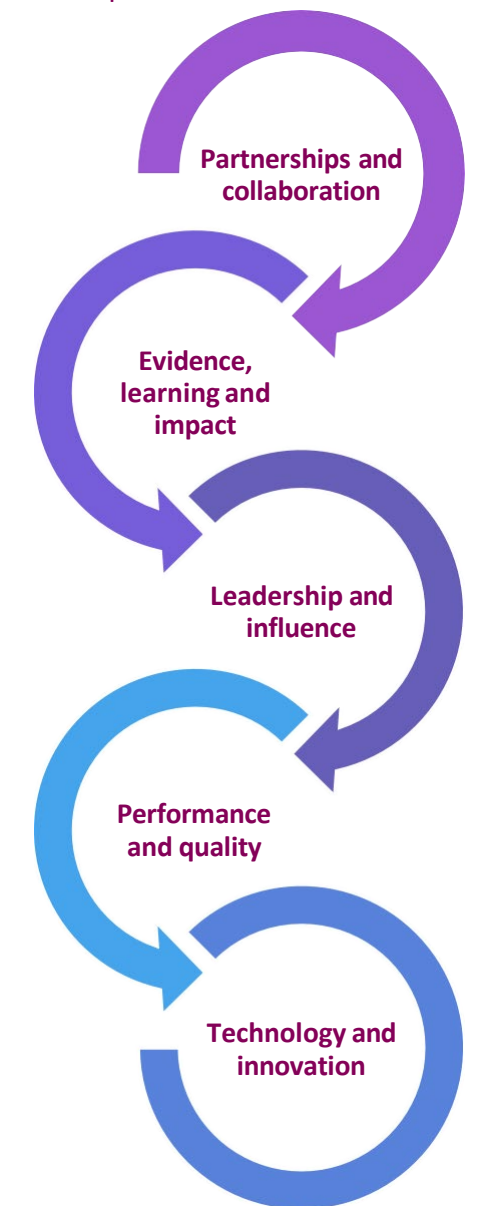 Partnerships and
collaboration
Evidence,
learning and
impact
Leadership and
influence
Performance
and quality
Technology and
innovation